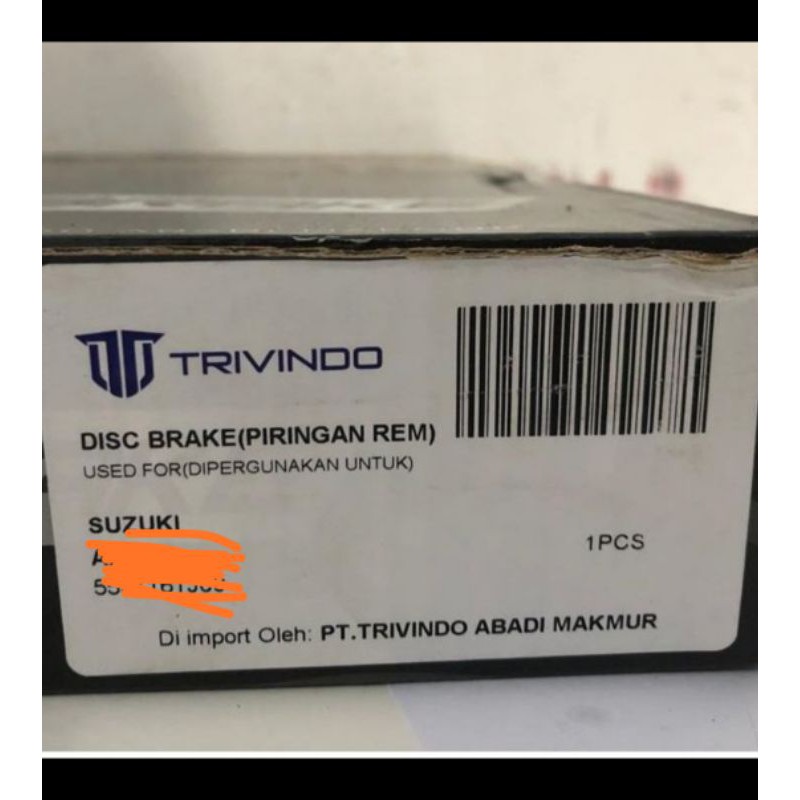 TRIVINDO
DISC BRAKE(PIRINGAN REM)
USED FOR(DIPERGUNAKAN UNTUK)
SUZUKI
1PCS
Di import Oleh: PT.TRIVINDO ABADI MAKMUR